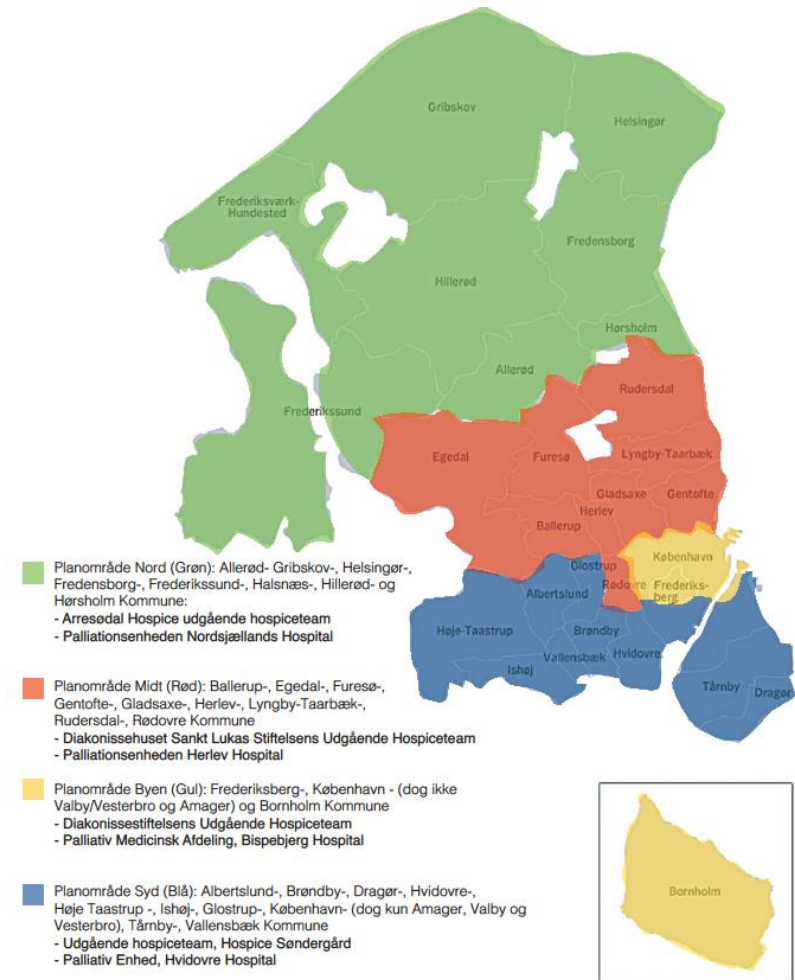 Gribskov
Helsingør
Frederiksværk-
Hundested
Fredensborg
Hillerød
Hørsholm
Allerød
Rudersdal
Frederikssund
Egedal
Furesø
Lyngby-Taarbæk
Gladsaxe
Gentofte
Herlev
Ballerup
København
Glostrup
Rødovre
Frederiks-
berg
Albertslund
Høje-Taastrup
Brøndby
Hvidovre
Vallensbæk
Ishøj
Tårnby
Dragør
Planområde Nord (Grøn): Allerød- Gribskov-, Helsingør-,
Fredensborg-, Frederikssund-, Halsnæs-, Hillerød- og
Hørsholm Kommune:
- Arresødal Hospice udgående hospiceteam
- Palliationsenheden Nordsjællands Hospital
Planområde Midt (Rød): Ballerup-, Egedal-, Furesø-,
Gentofte-, Gladsaxe-, Herlev-, Lyngby-Taarbæk-,
Rudersdal-, Rødovre Kommune
- Diakonissehuset Sankt Lukas Stiftelsens Udgående Hospiceteam
- Palliationsenheden Herlev Hospital
Planområde Byen (Gul): Frederiksberg-, København - (dog ikke
Valby/Vesterbro og Amager) og Bornholm Kommune
- Diakonissestiftelsens Udgående Hospiceteam
- Palliativ Medicinsk Afdeling, Bispebjerg Hospital
Planområde Syd (Blå): Albertslund-, Brøndby-, Dragør-, Hvidovre-,
Høje Taastrup -, Ishøj-, Glostrup-, København- (dog kun Amager, Valby og
Vesterbro), Tårnby-, Vallensbæk Kommune
- Udgående hospiceteam, Hospice Søndergård
- Palliativ Enhed, Hvidovre Hospital
Bornholm